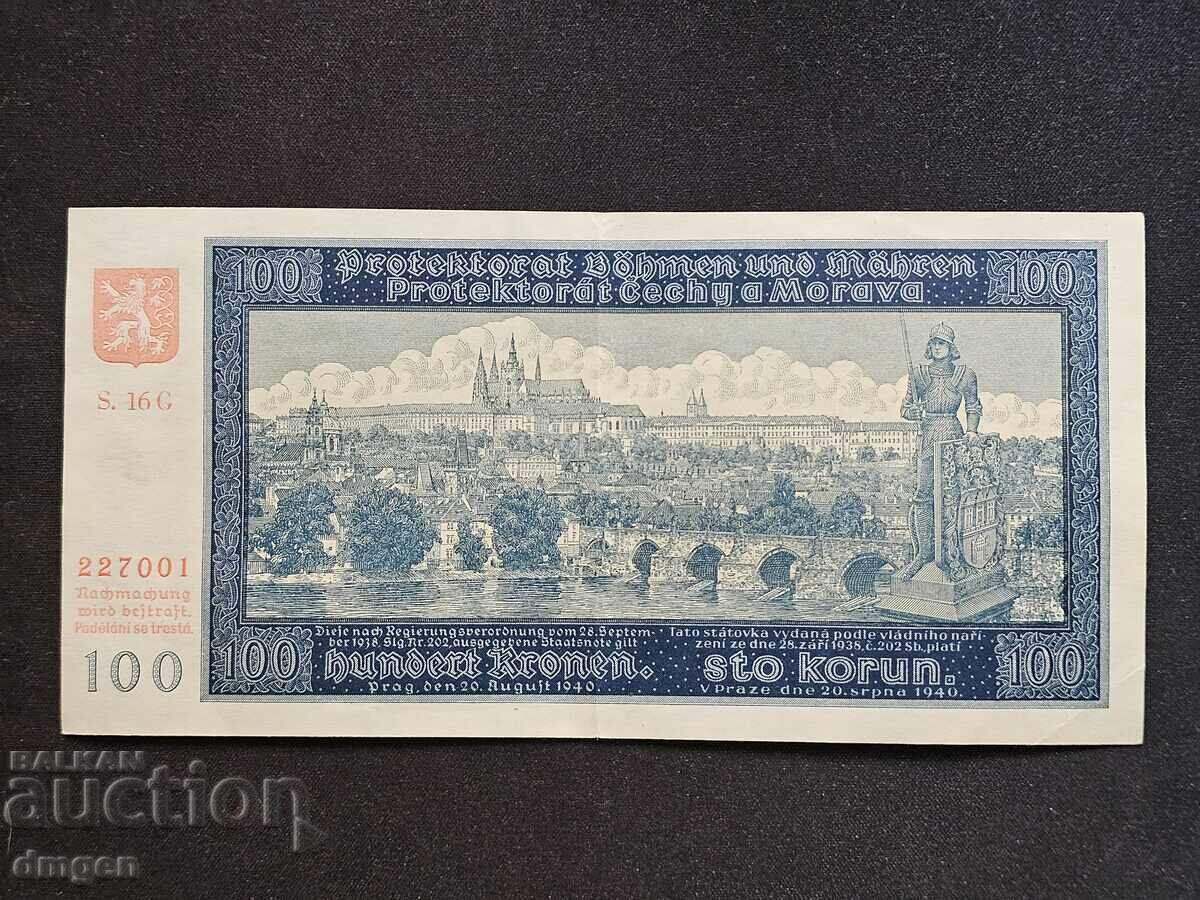 100
Protektorat Böhmen und Mähren
100
Protektorát Čechy a Morava
S. 16 G
227001
Nachmachung
wird bestraft.
Padělání se trestá.
100
100
Diese nach Regierungsverordnung vom 28. Septem-
ber 1938, Slg. Nr. 202, ausgegebene Staatsnote gilt
hundert Kronen.
Prag, den 20. August 1940.
Tato státovka vydaná podle vládního naří-
zení ze dne 28. září 1938, č. 202 Sb., platí
sto korun.
V Praze dne 20. srpna 1940.
100
BALKAN
auction
dmgen